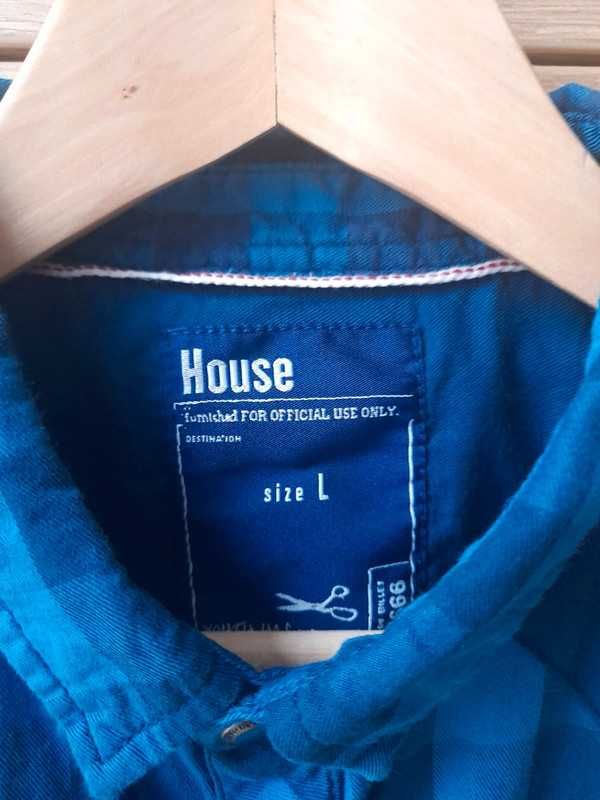 House
furnished FOR OFFICIAL USE ONLY.
DESTINATION
size L